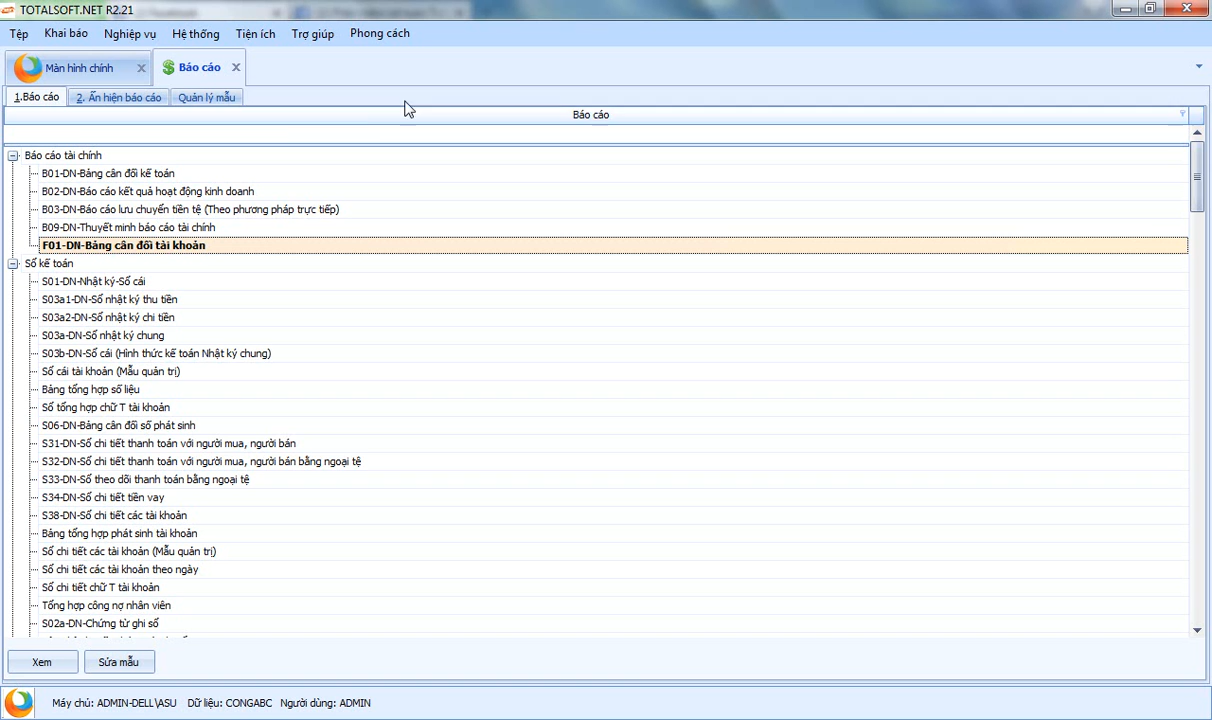 TOTALSOFT.NET R2.21
Tệp Khai báo Nghiệp vụ Hệ thống Tiện ích Trợ giúp Phong cách
Màn hình chính Báo cáo
1.Báo cáo 2. Ẩn hiện báo cáo Quản lý mẫu
Báo cáo
Báo cáo tài chính
B01-DN-Bảng cân đối kế toán
B02-DN-Báo cáo kết quả hoạt động kinh doanh
B03-DN-Báo cáo lưu chuyển tiền tệ (Theo phương pháp trực tiếp)
B09-DN-Thuyết minh báo cáo tài chính
F01-DN-Bảng cân đối tài khoản
Sổ kế toán
S01-DN-Nhật ký-Sổ cái
S03a1-DN-Sổ nhật ký thu tiền
S03a2-DN-Sổ nhật ký chi tiền
S03a-DN-Sổ nhật ký chung
S03b-DN-Sổ cái (Hình thức kế toán Nhật ký chung)
Sổ cái tài khoản (Mẫu quản trị)
Bảng tổng hợp số liệu
Sổ tổng hợp chữ T tài khoản
S06-DN-Bảng cân đối số phát sinh
S31-DN-Sổ chi tiết thanh toán với người mua, người bán
S32-DN-Sổ chi tiết thanh toán với người mua, người bán bằng ngoại tệ
S33-DN-Sổ theo dõi thanh toán bằng ngoại tệ
S34-DN-Sổ chi tiết tiền vay
S38-DN-Sổ chi tiết các tài khoản
Bảng tổng hợp phát sinh tài khoản
Sổ chi tiết các tài khoản (Mẫu quản trị)
Sổ chi tiết các tài khoản theo ngày
Sổ chi tiết chữ T tài khoản
Tổng hợp công nợ nhân viên
S02a-DN-Chứng từ ghi sổ
Xem Sửa mẫu
Máy chủ: ADMIN-DELL\ASU Dữ liệu: CONGABC Người dùng: ADMIN